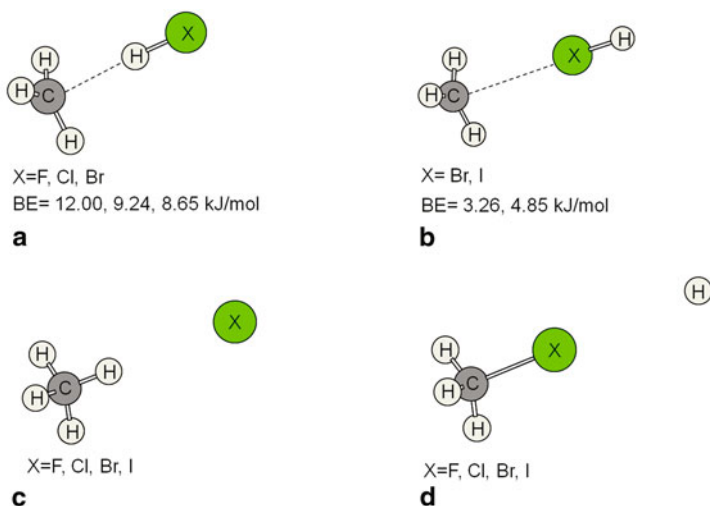 H X
H
H C
H
X=F, Cl, Br
BE= 12.00, 9.24, 8.65 kJ/mol
a
H
X
H
H C
H
X= Br, I
BE= 3.26, 4.85 kJ/mol
b
X
H
H
C
H
H
X=F, Cl, Br, I
c
H
X
H
H C
H
X=F, Cl, Br, I
d